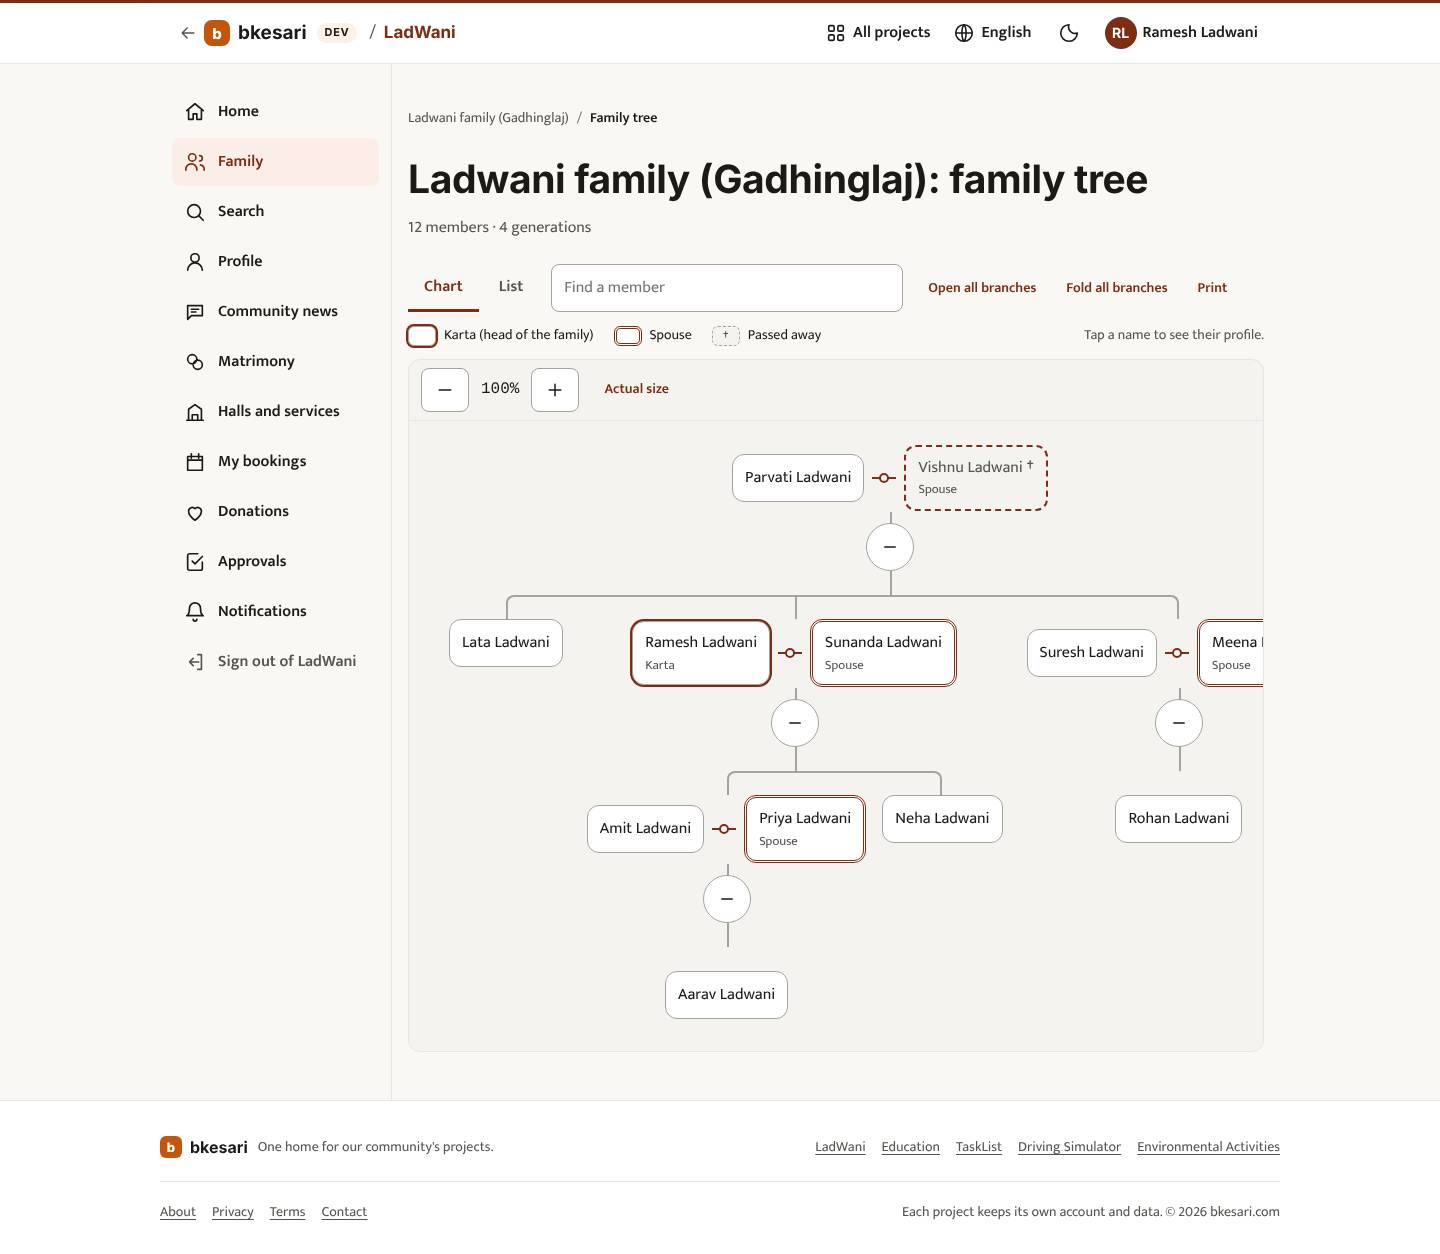 b bkesari DEV / LadWani
All projects English RL Ramesh Ladwani
Home
Family
Search
Profile
Community news
Matrimony
Halls and services
My bookings
Donations
Approvals
Notifications
Sign out of LadWani
Ladwani family (Gadhinglaj) / Family tree
Ladwani family (Gadhinglaj): family tree
12 members · 4 generations
Chart List Find a member Open all branches Fold all branches Print
Karta (head of the family) Spouse † Passed away Tap a name to see their profile.
− 100% + Actual size
Parvati Ladwani
Vishnu Ladwani †
Spouse
Lata Ladwani
Ramesh Ladwani
Karta
Sunanda Ladwani
Spouse
Suresh Ladwani
Meena
Spouse
Amit Ladwani
Priya Ladwani
Spouse
Neha Ladwani
Rohan Ladwani
Aarav Ladwani
b bkesari One home for our community's projects.
LadWani Education TaskList Driving Simulator Environmental Activities
About Privacy Terms Contact
Each project keeps its own account and data. © 2026 bkesari.com